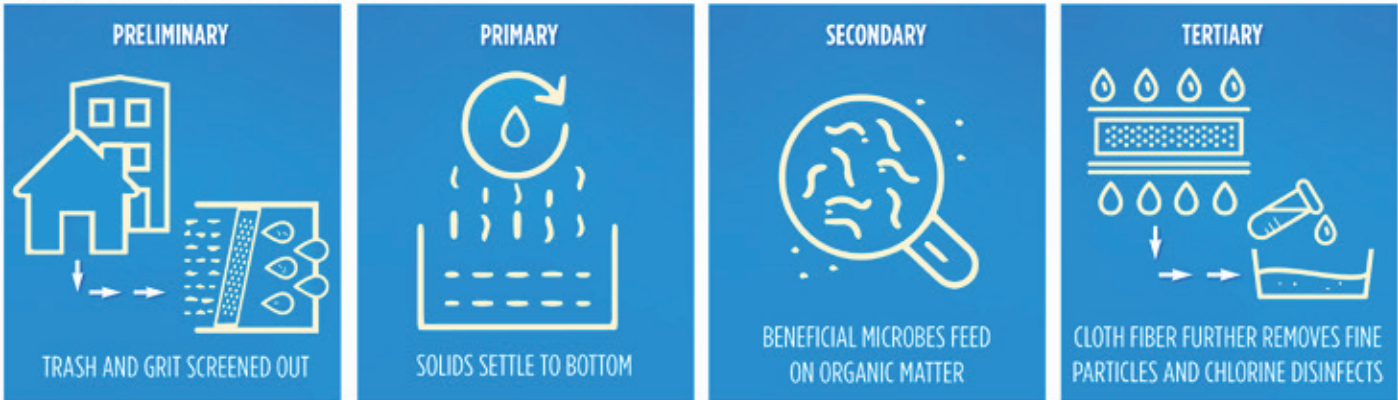 PRELIMINARY
TRASH AND GRIT SCREENED OUT
PRIMARY
SOLIDS SETTLE TO BOTTOM
SECONDARY
BENEFICIAL MICROBES FEED
ON ORGANIC MATTER
TERTIARY
CLOTH FIBER FURTHER REMOVES FINE
PARTICLES AND CHLORINE DISINFECTS